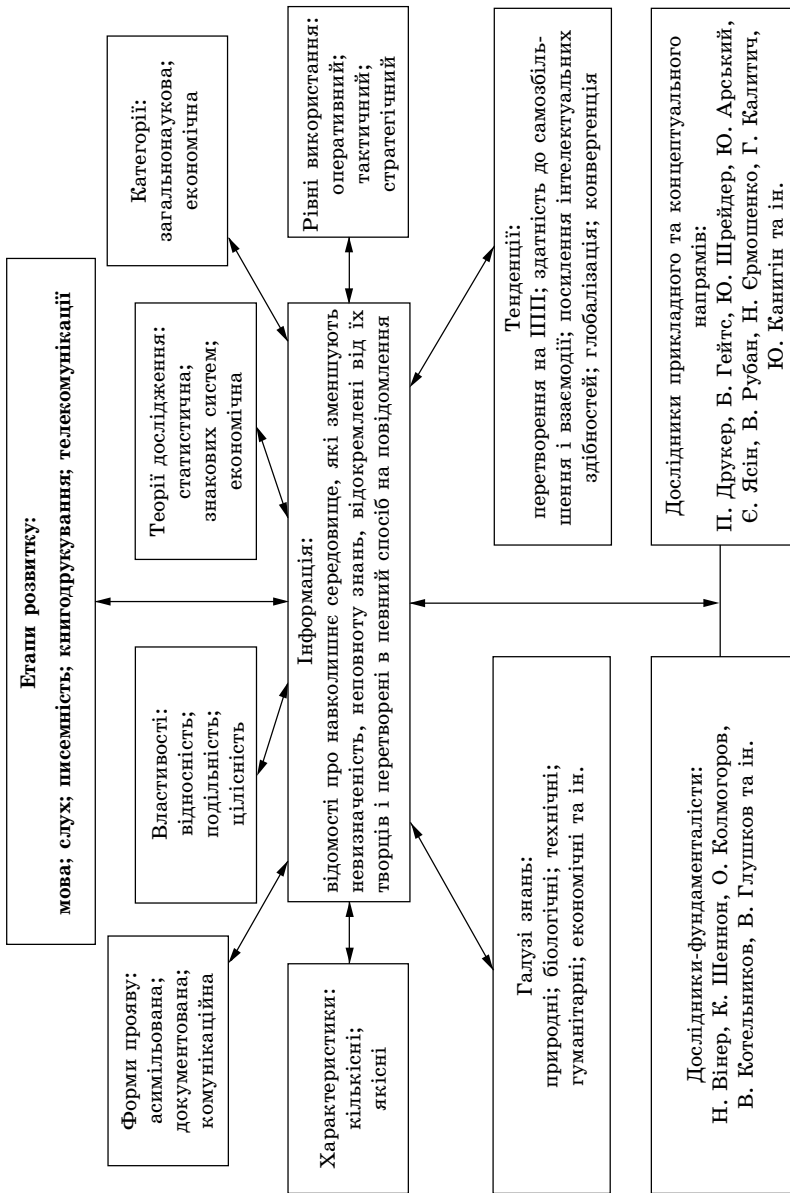 Етапи розвитку:
мова; слух; писемність; книгодрукування; телекомунікації
Форми прояву:
асимільована;
документована;
комунікаційна
Властивості:
відносність;
подільність;
цілісність
Теорії дослідження:
статистична;
знакових систем;
економічна
Категорії:
загальнонаукова;
економічна
Характеристики:
кількісні;
якісні
Інформація:
відомості про навколишнє середовище, які зменшують
невизначеність, неповноту знань, відокремлені від їх
творців і перетворені в певний спосіб на повідомлення
Рівні використання:
оперативний;
тактичний;
стратегічний
Галузі знань:
природні; біологічні; технічні;
гуманітарні; економічні та ін.
Тенденції:
перетворення на ІПП; здатність до самозбіль-
шення і взаємодії; посилення інтелектуальних
здібностей; глобалізація; конвергенція
Дослідники-фундаменталісти:
Н. Вінер, К. Шеннон, О. Колмогоров,
В. Котельников, В. Глушков та ін.
Дослідники прикладного та концептуального
напрямів:
П. Друкер, Б. Гейтс, Ю. Шрейдер, Ю. Арський,
Є. Ясін, В. Рубан, Н. Єрмошенко, Г. Калитич,
Ю. Канигін та ін.